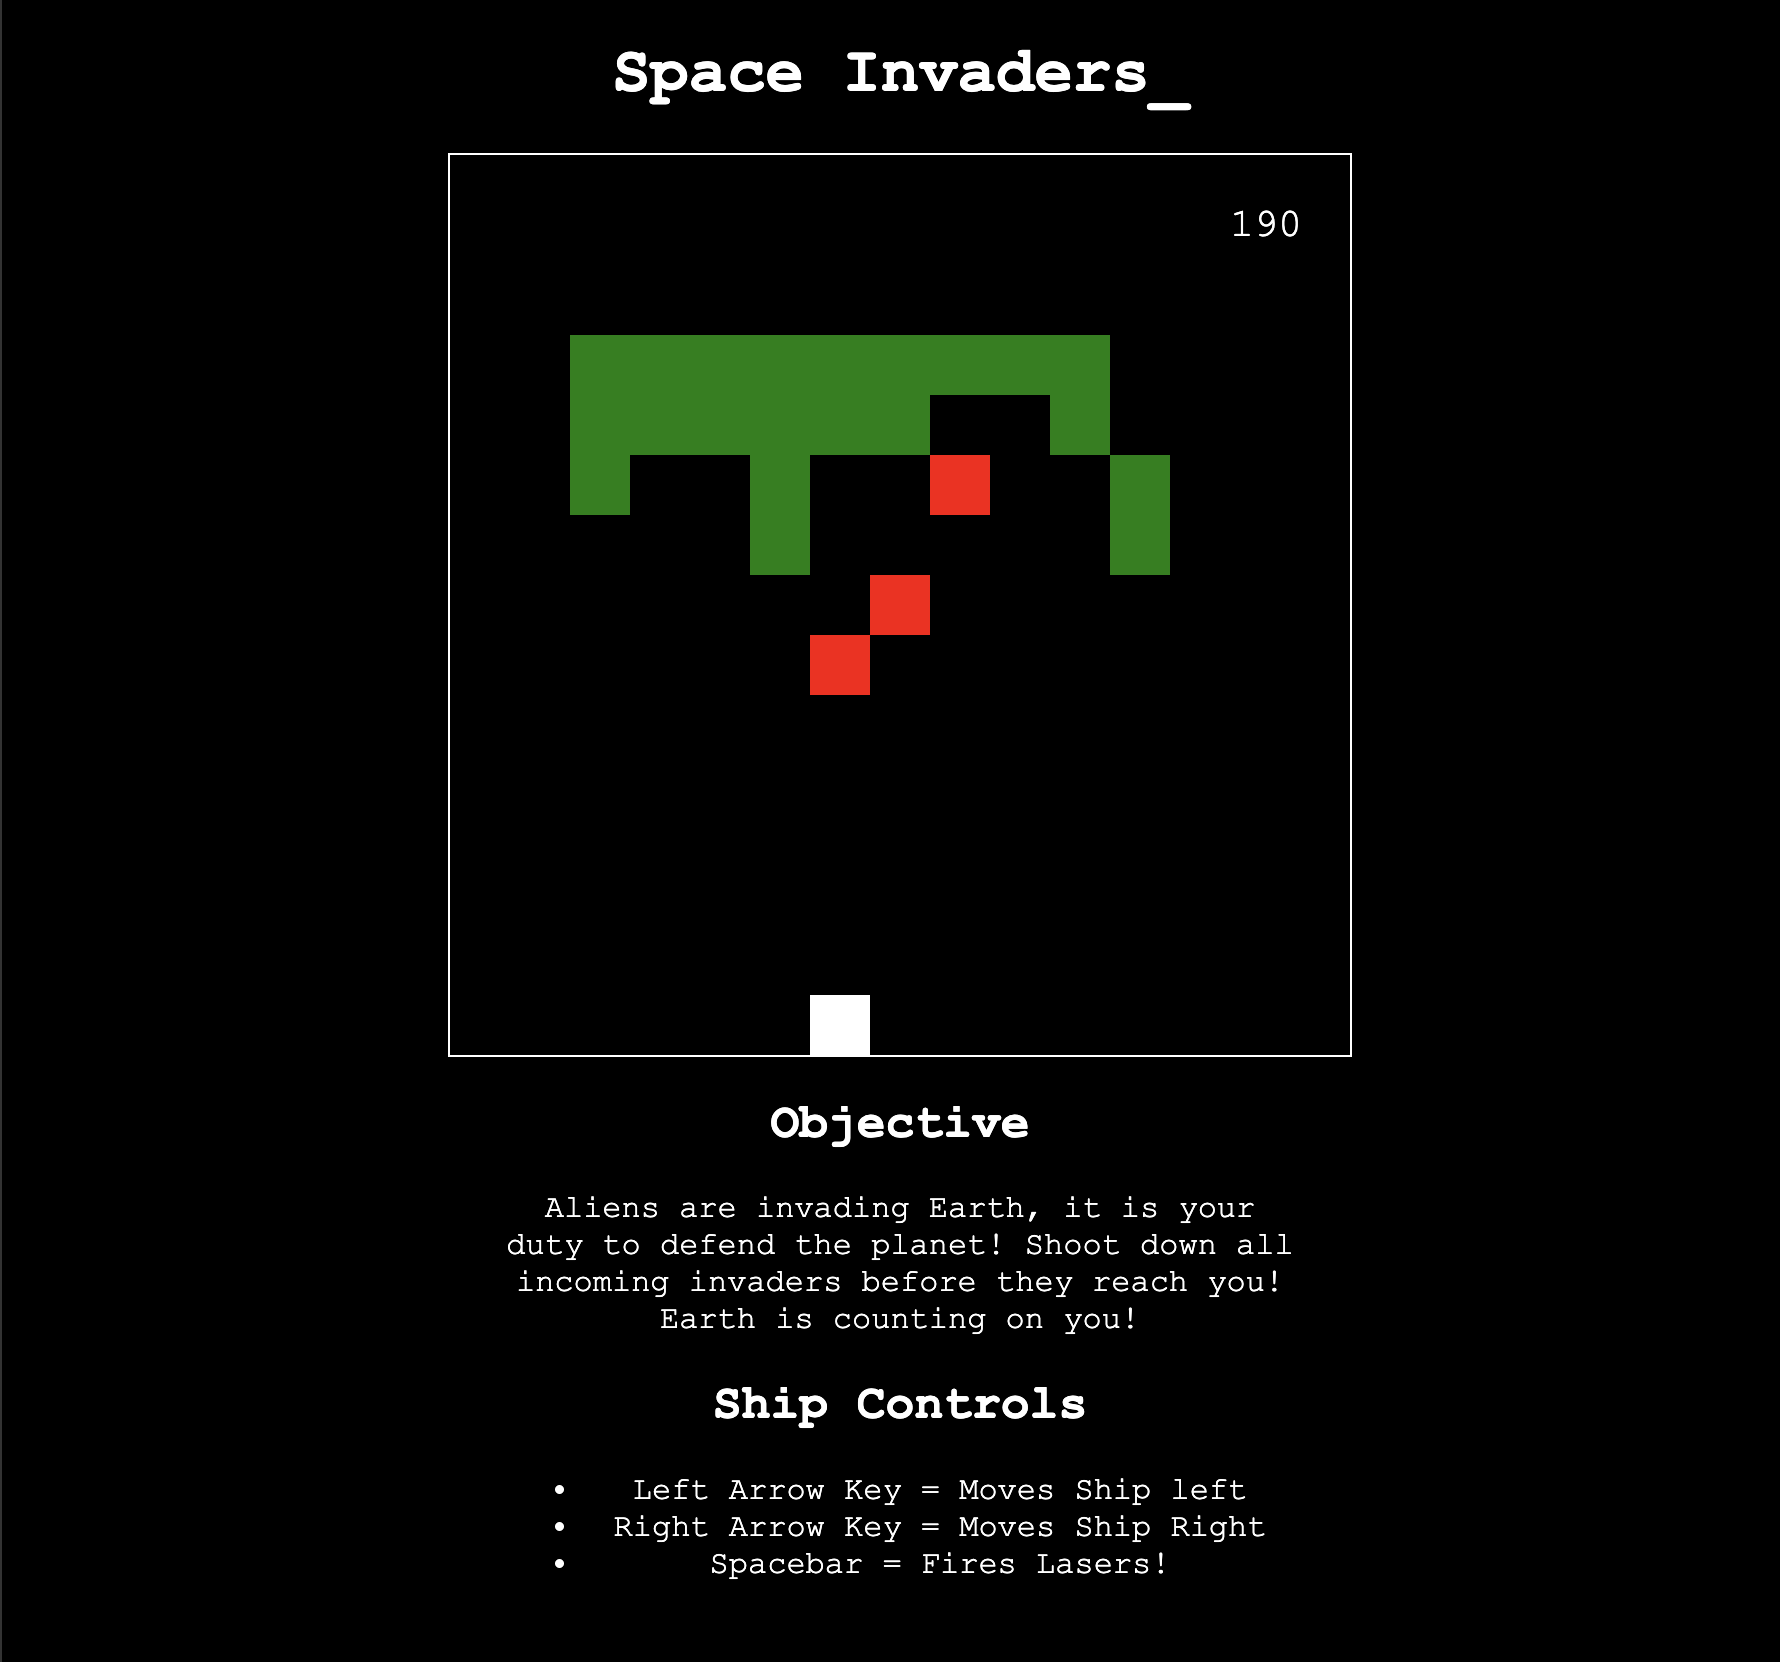 Space Invaders_
190
Objective
Aliens are invading Earth, it is your
duty to defend the planet! Shoot down all
incoming invaders before they reach you!
Earth is counting on you!
Ship Controls
• Left Arrow Key = Moves Ship left
• Right Arrow Key = Moves Ship Right
• Spacebar = Fires Lasers!